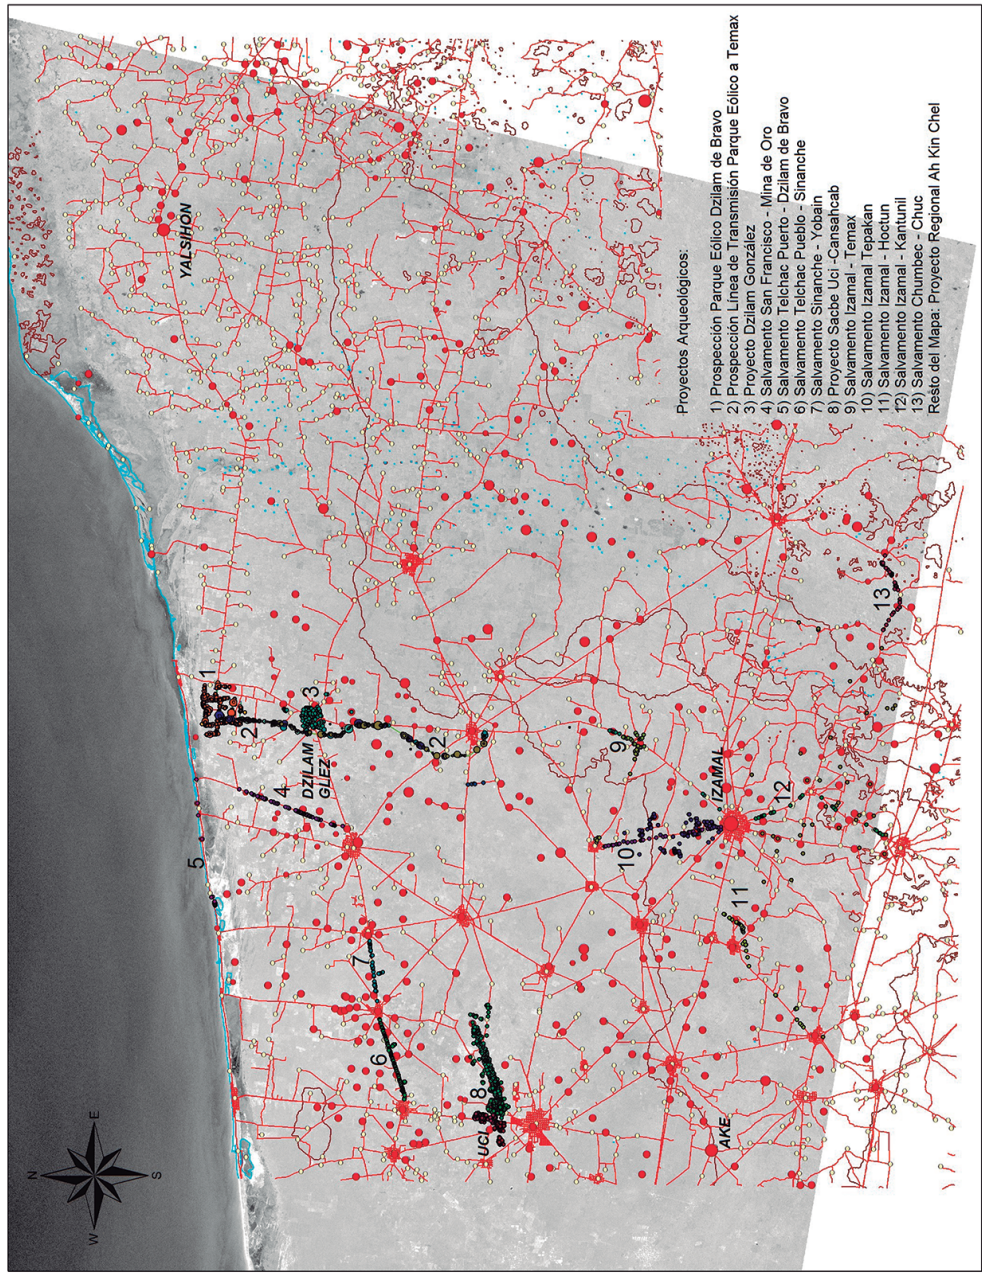 N
W
E
S
YALSIHON
5
4
2
1
3
DZILAM
GLEZ
2
7
6
8
UCI
9
10
IZAMAL
12
11
13
AKE
Proyectos Arqueológicos:
1) Prospección Parque Eólico Dzilam de Bravo
2) Prospección Línea de Transmisión Parque Eólico a Temax
3) Proyecto Dzilam González
4) Salvamento San Francisco - Mina de Oro
5) Salvamento Telchac Puerto - Dzilam de Bravo
6) Salvamento Telchac Pueblo - Sinanche
7) Salvamento Sinanche - Yobain
8) Proyecto Sacbe Uci -Cansahcab
9) Salvamento Izamal - Temax
10) Salvamento Izamal Tepakan
11) Salvamento Izamal - Hoctun
12) Salvamento Izamal - Kantunil
13) Salvamento Chumbec - Chuc
Resto del Mapa: Proyecto Regional Ah Kin Chel